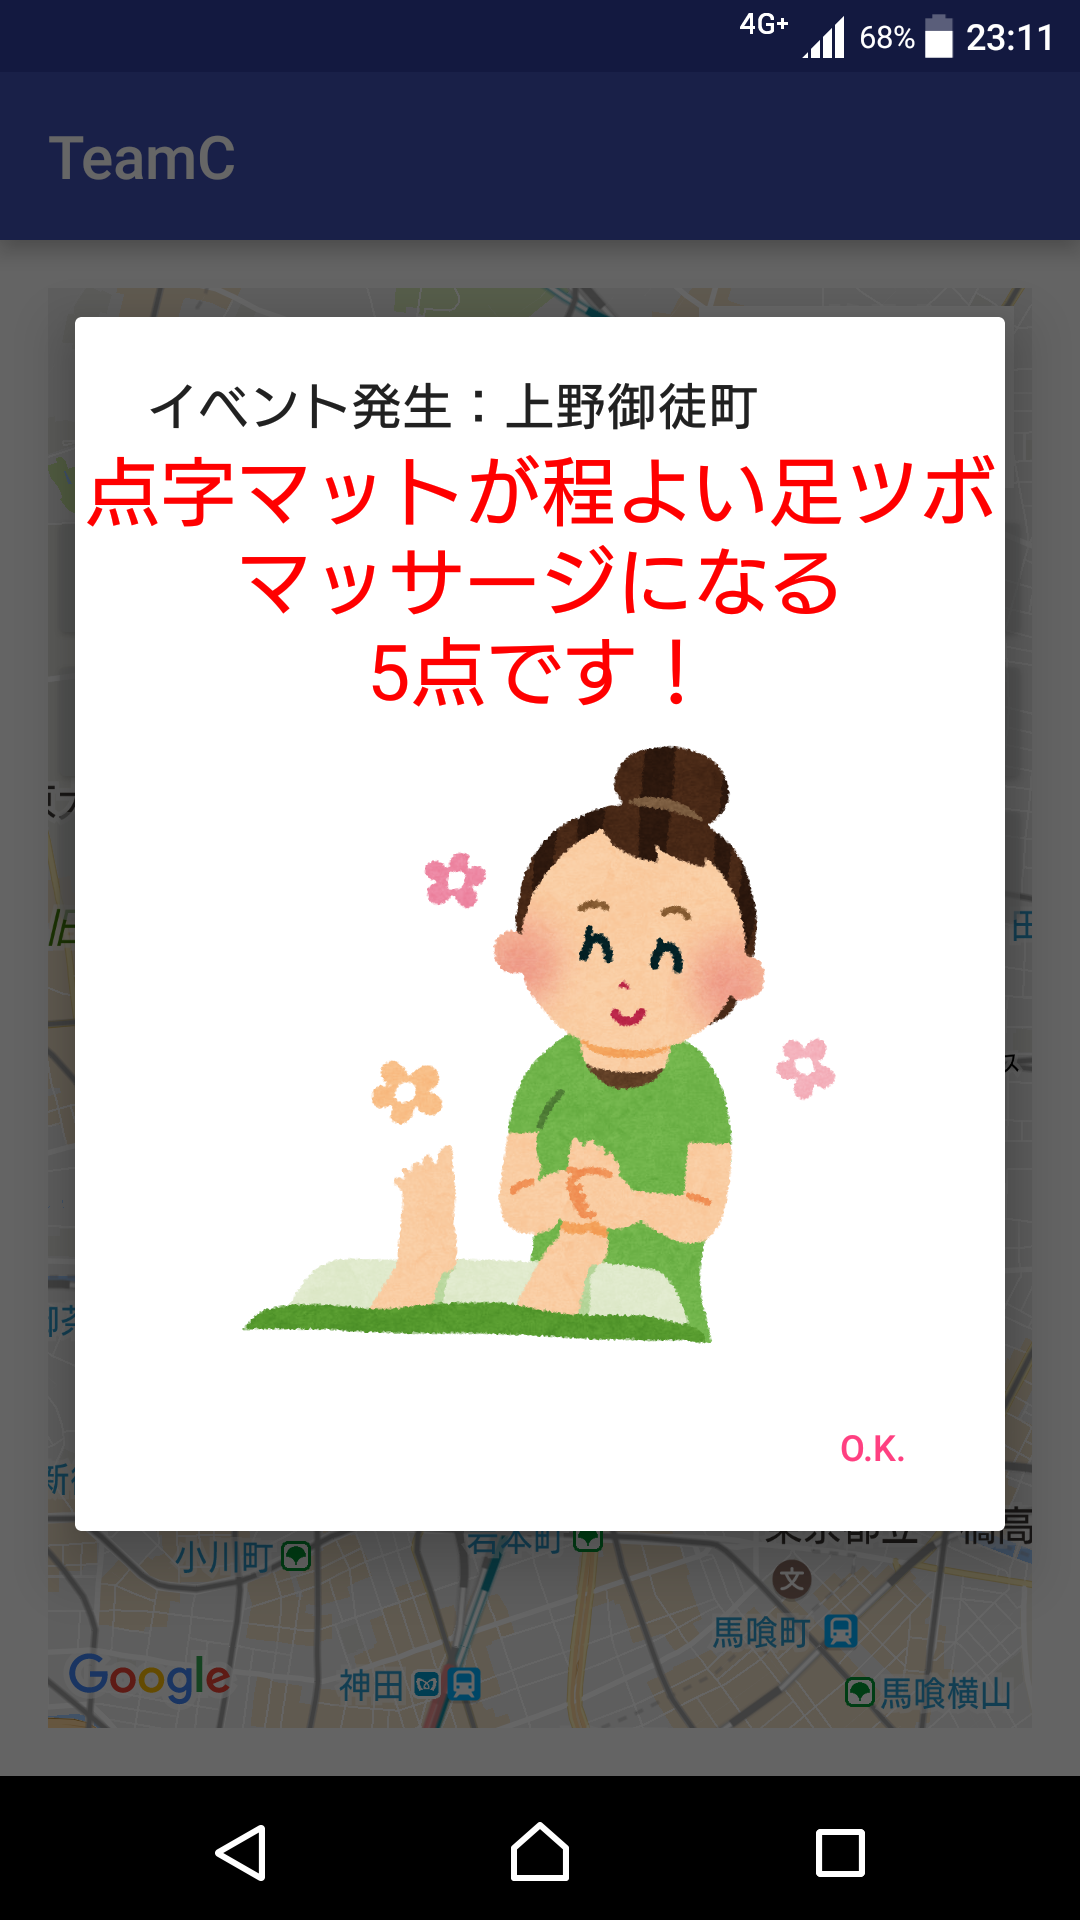 4G+ 68% 23:11
TeamC
イベント発生：上野御徒町
点字マットが程よい足ツボ
マッサージになる
5点です！
O.K.
小川町
岩本町
文
馬喰町
Google
神田
馬喰横山